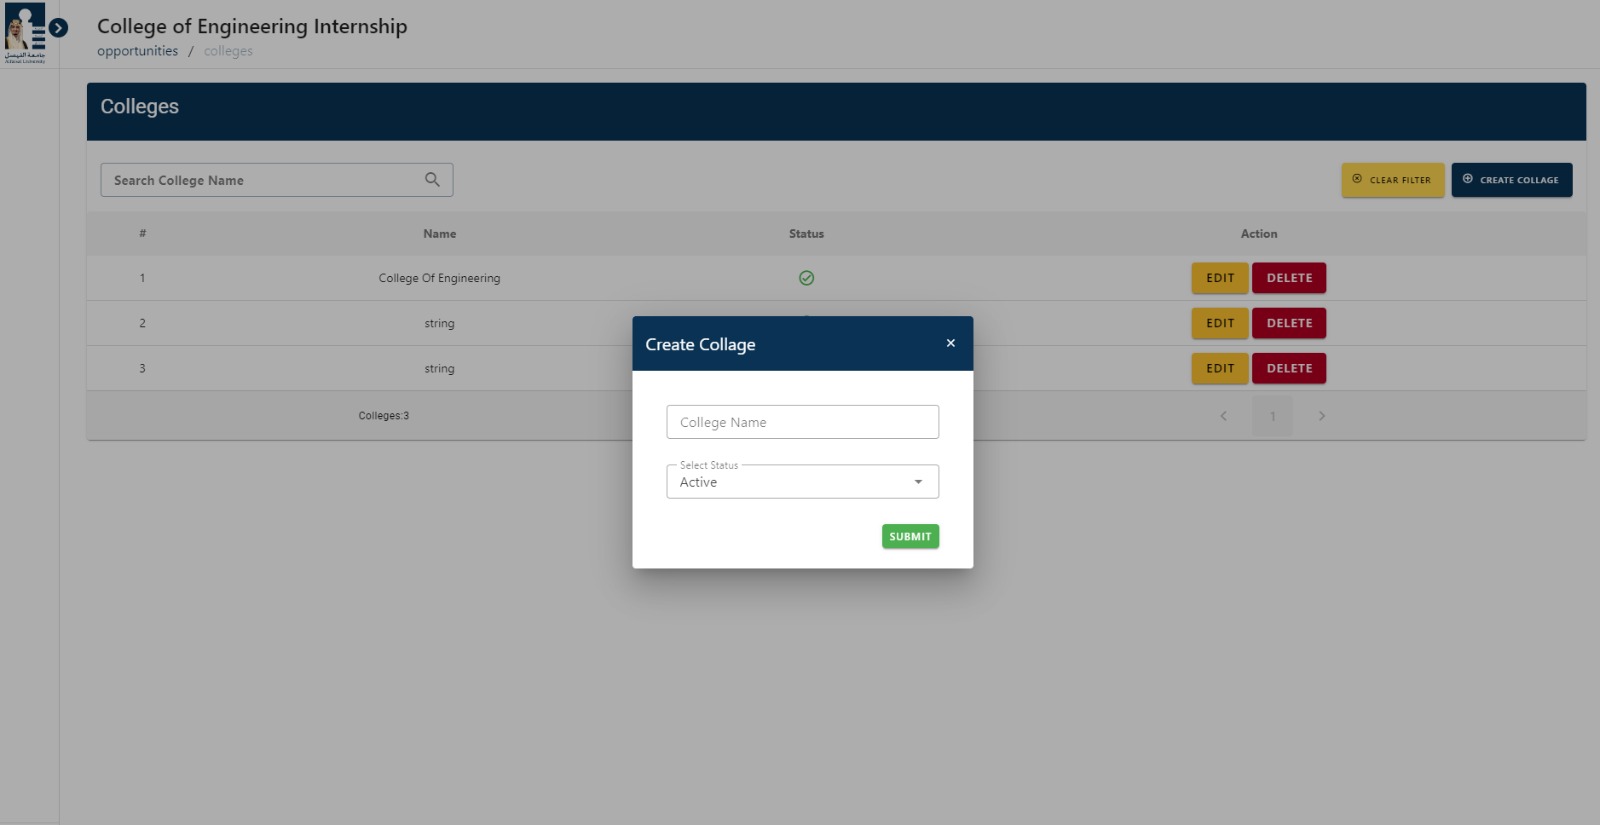 College of Engineering Internship
opportunities / colleges
جامعة الفيصل
Alfaisal University
Colleges
Search College Name
CLEAR FILTER
CREATE COLLAGE
# Name Status Action
1 College Of Engineering EDIT DELETE
2 string EDIT DELETE
3 string EDIT DELETE
Colleges:3
1
Create Collage
College Name
Select Status
Active
SUBMIT